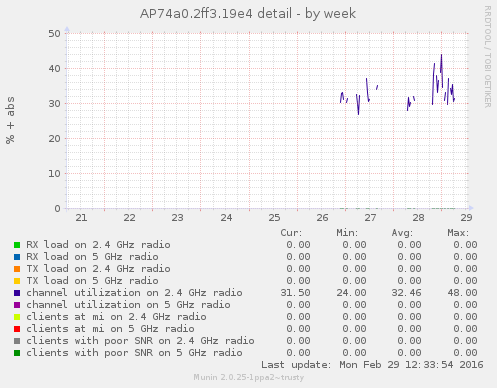 AP74a0.2ff3.19e4 detail - by week
RRDTOOL / TOBI OETIKER
% + abs
50
40
30
20
10
0
21 22 23 24 25 26 27 28 29
Cur: Min: Avg: Max:
RX load on 2.4 GHz radio 0.00 0.00 0.00 0.00
RX load on 5 GHz radio 0.00 0.00 0.00 0.00
TX load on 2.4 GHz radio 0.00 0.00 0.00 0.00
TX load on 5 GHz radio 0.00 0.00 0.00 0.00
channel utilization on 2.4 GHz radio 31.50 24.00 32.46 48.00
channel utilization on 5 GHz radio 0.00 0.00 0.00 0.00
clients at mi on 2.4 GHz radio 0.00 0.00 0.00 0.00
clients at mi on 5 GHz radio 0.00 0.00 0.00 0.00
clients with poor SNR on 2.4 GHz radio 0.00 0.00 0.00 0.00
clients with poor SNR on 5 GHz radio 0.00 0.00 0.00 0.00
Last update: Mon Feb 29 12:33:54 2016
Munin 2.0.25-1ppa2~trusty